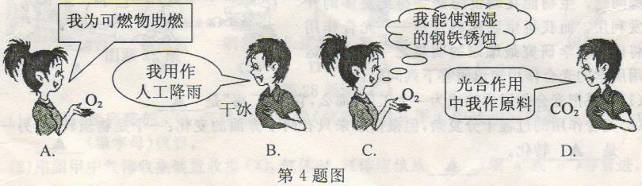 我为可燃物助燃
O₂
A.
我用作
人工降雨
干冰
B.
我能使潮湿
的钢铁锈蚀
O₂
C.
光合作用
中我作原料
CO₂
D.
第4题图